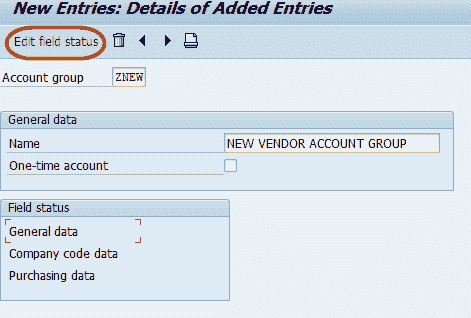 New Entries: Details of Added Entries
Edit field status
Account group ZNEW
General data
Name NEW VENDOR ACCOUNT GROUP
One-time account
Field status
General data
Company code data
Purchasing data